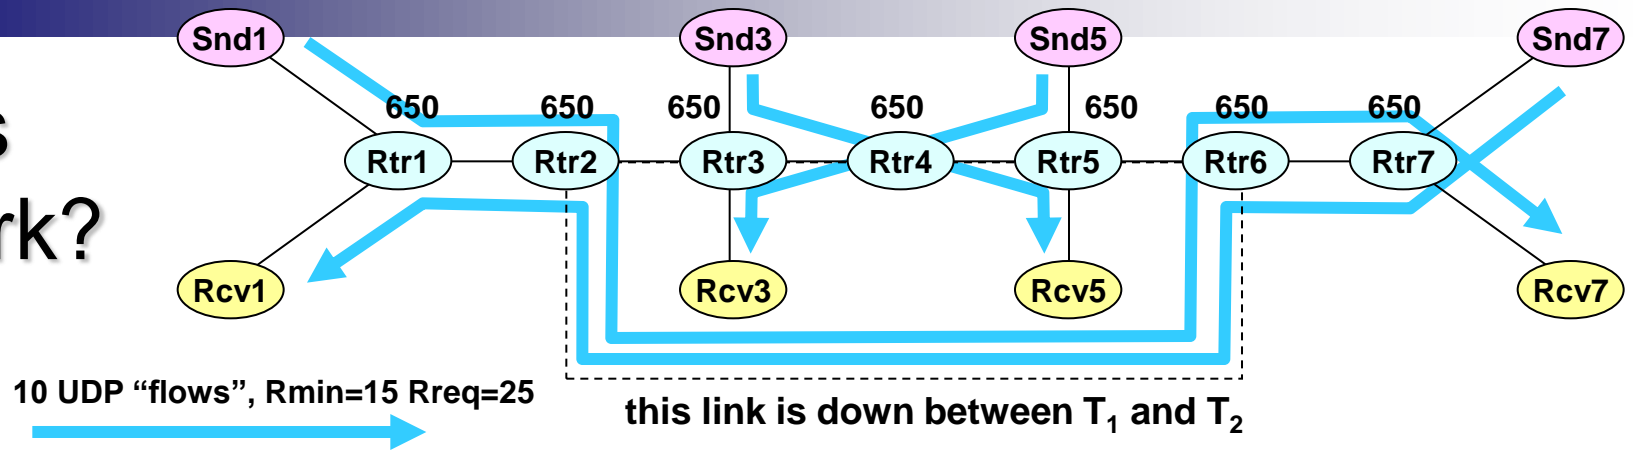 Snd1 Snd3 Snd5 Snd7
650 650 650 650 650 650 650
Rtr1 Rtr2 Rtr3 Rtr4 Rtr5 Rtr6 Rtr7
rk?
Rcv1 Rcv3 Rcv5 Rcv7
10 UDP “flows”, Rmin=15 Rreq=25
this link is down between T₁ and T₂